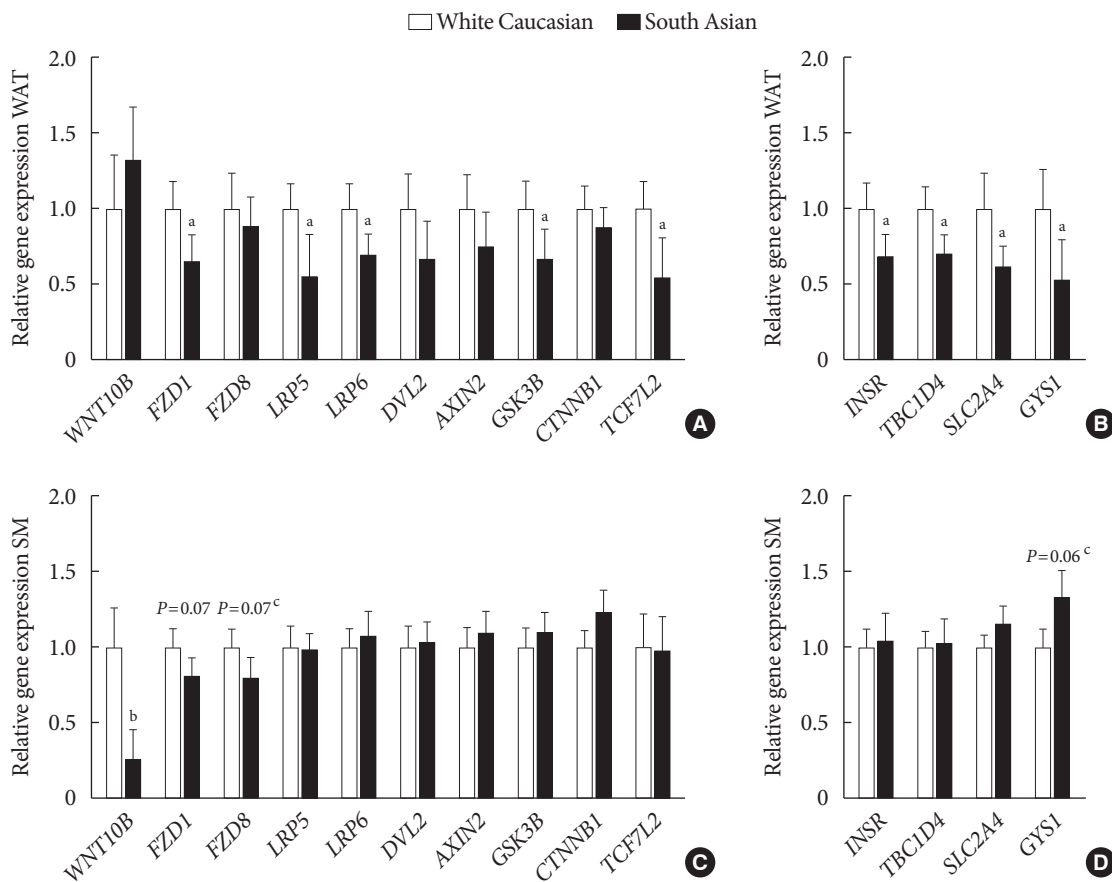 White Caucasian
South Asian
Relative gene expression WAT
2.0
1.5
1.0
0.5
0
a
a
a
a
a
WNT10B
FZD1
FZD8
LRP5
LRP6
DVL2
AXIN2
GSK3B
CTNNB1
TCF7L2
A
Relative gene expression WAT
2.0
1.5
1.0
0.5
0
a
a
a
a
INSR
TBC1D4
SLC2A4
GYS1
B
Relative gene expression SM
2.0
1.5
1.0
0.5
0
b
P=0.07
P=0.07 c
WNT10B
FZD1
FZD8
LRP5
LRP6
DVL2
AXIN2
GSK3B
CTNNB1
TCF7L2
C
Relative gene expression SM
2.0
1.5
1.0
0.5
0
P=0.06 c
INSR
TBC1D4
SLC2A4
GYS1
D